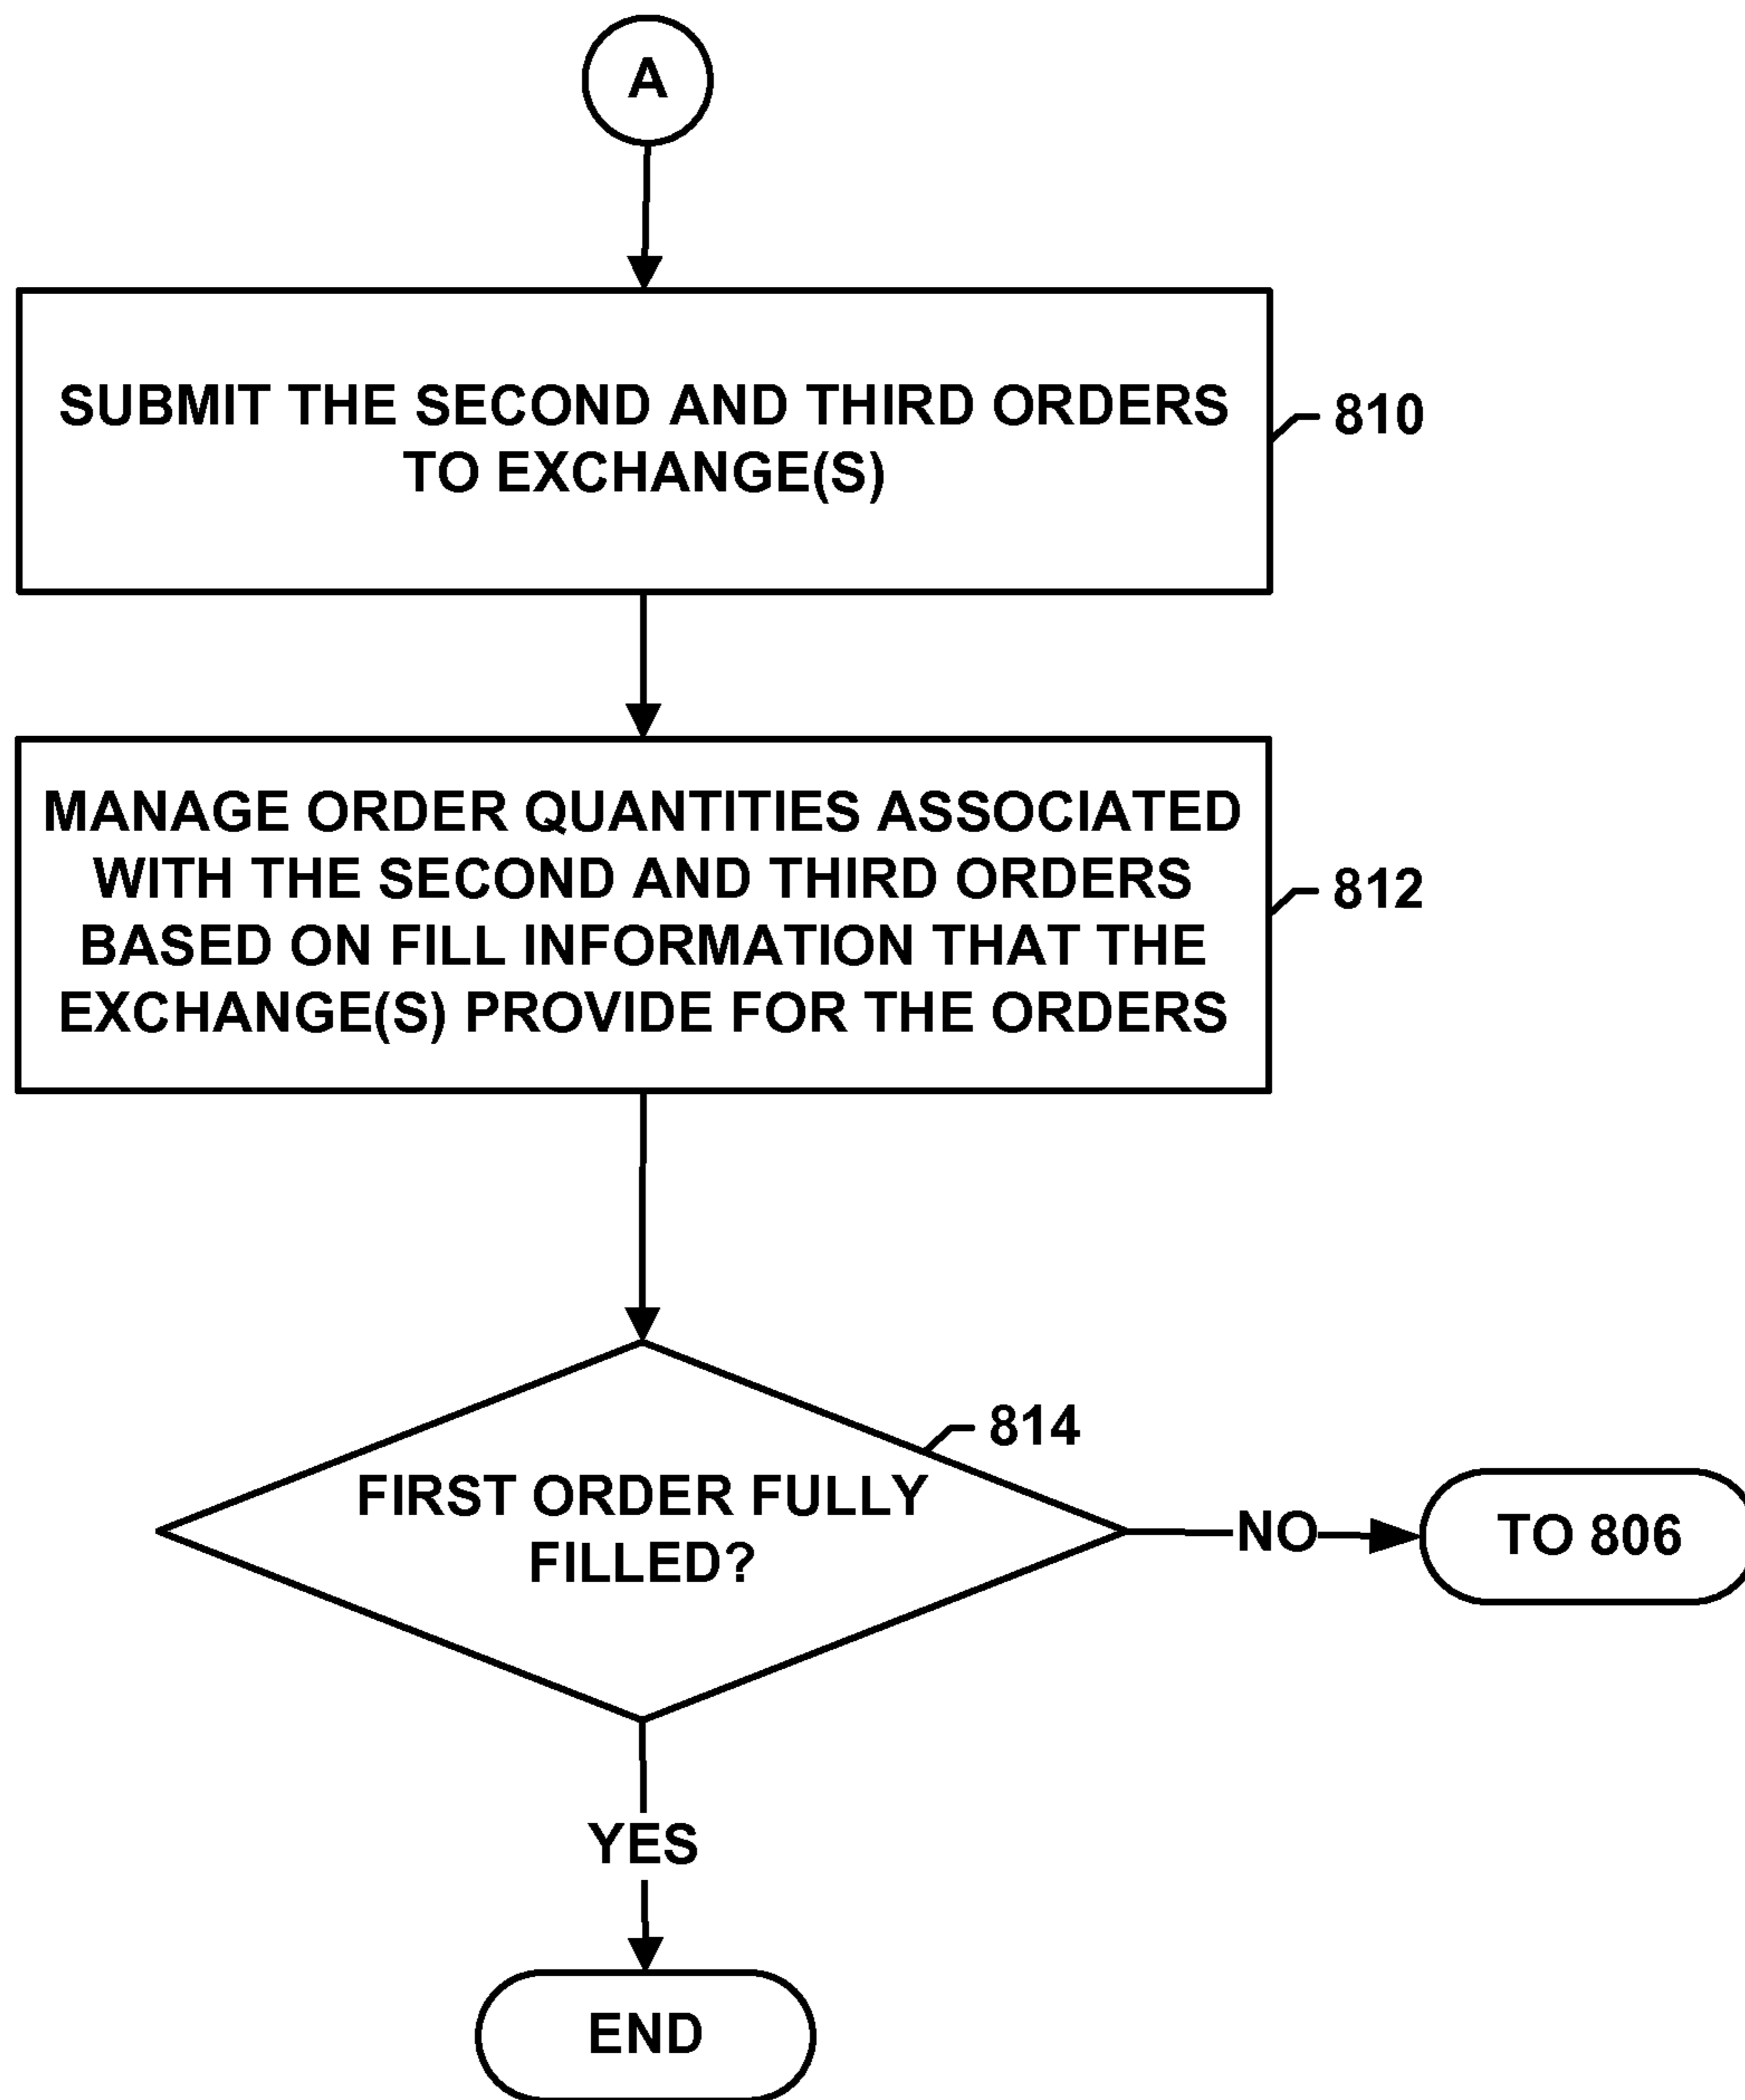 A
SUBMIT THE SECOND AND THIRD ORDERS
TO EXCHANGE(S)
810
MANAGE ORDER QUANTITIES ASSOCIATED
WITH THE SECOND AND THIRD ORDERS
BASED ON FILL INFORMATION THAT THE
EXCHANGE(S) PROVIDE FOR THE ORDERS
812
814
FIRST ORDER FULLY
FILLED?
NO
TO 806
YES
END